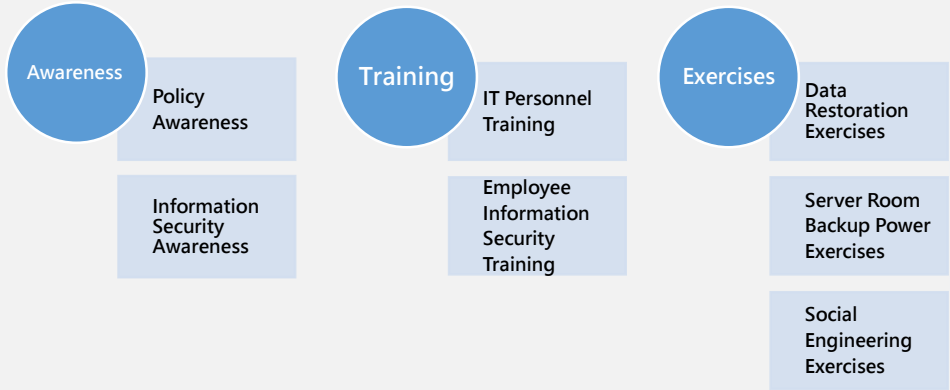 Awareness
Policy
Awareness
Information
Security
Awareness
Training
IT Personnel
Training
Employee
Information
Security
Training
Exercises
Data
Restoration
Exercises
Server Room
Backup Power
Exercises
Social
Engineering
Exercises